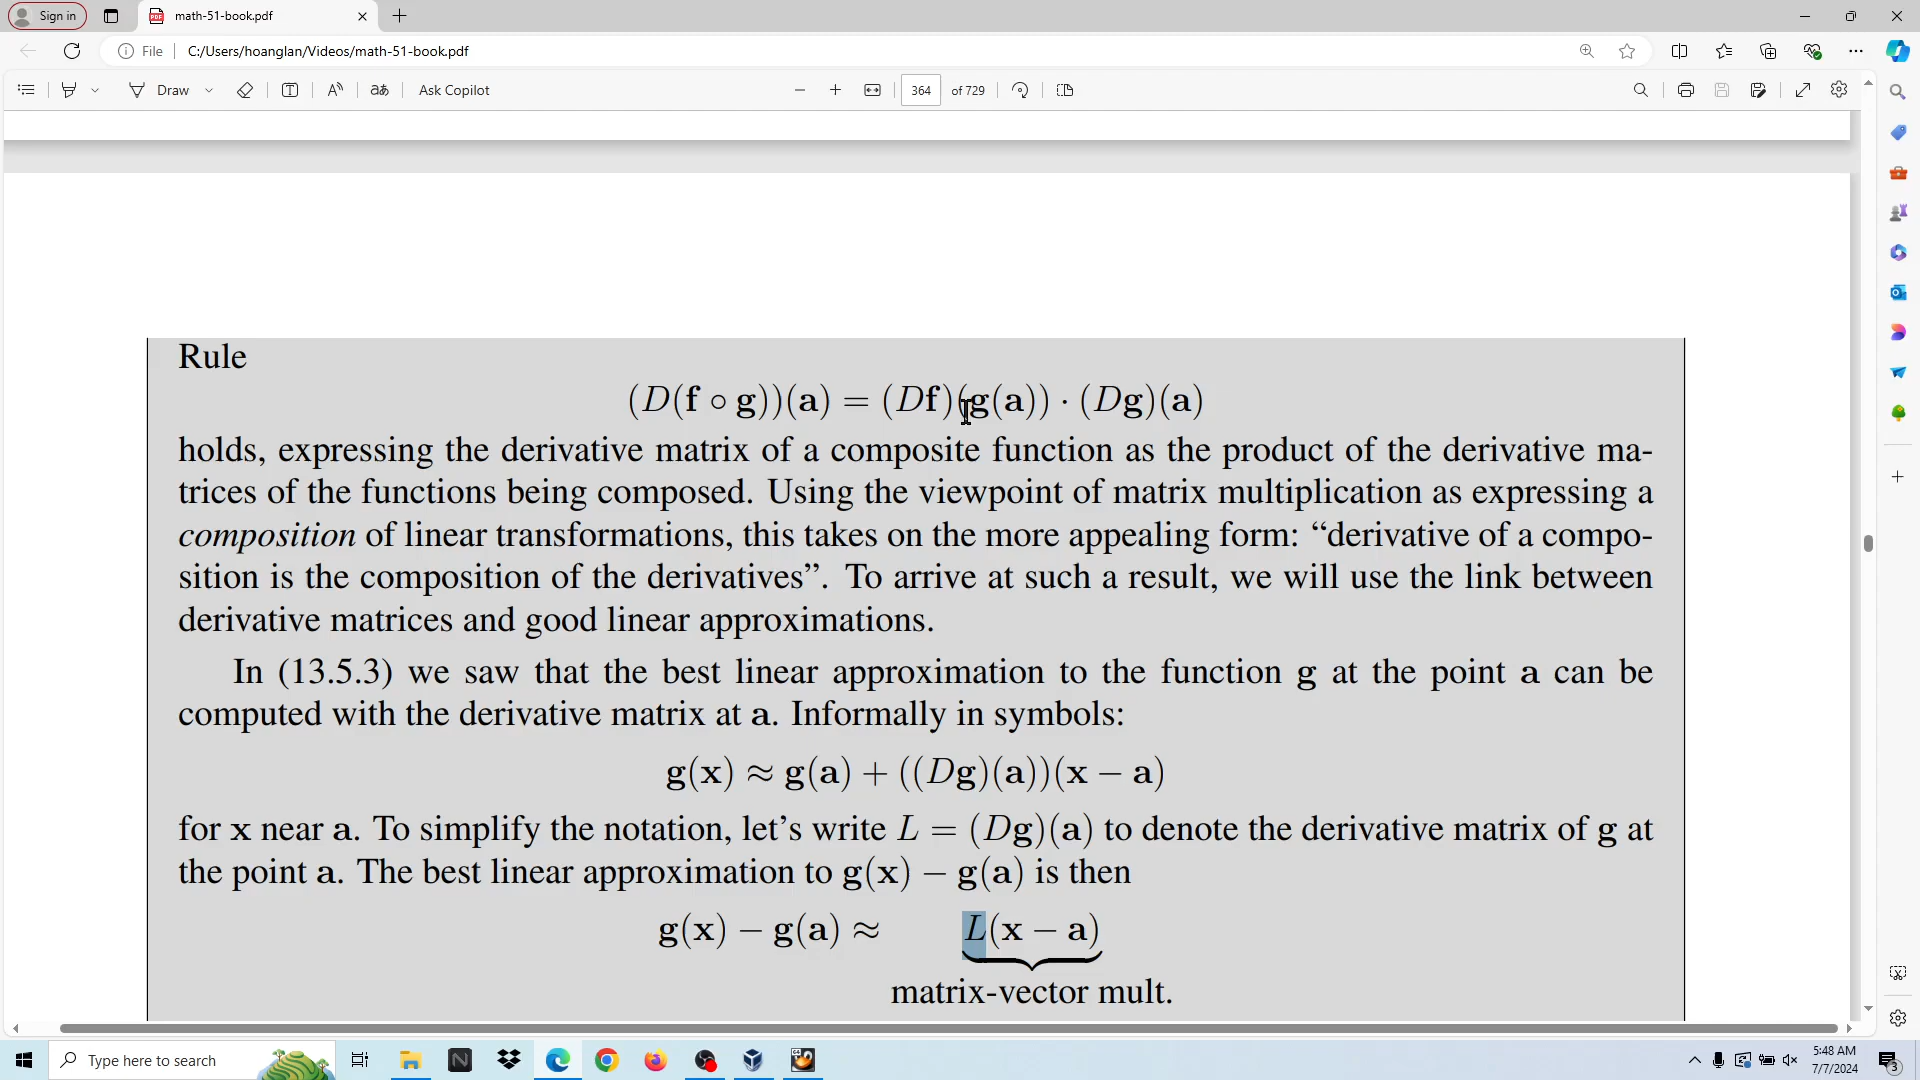 Sign in
math-51-book.pdf
File
C:/Users/hoanglan/Videos/math-51-book.pdf
Draw
Ask Copilot
364 of 729
Rule
(D(f ∘ g))(a) = (Df)(g(a)) · (Dg)(a)
holds, expressing the derivative matrix of a composite function as the product of the derivative ma-
trices of the functions being composed. Using the viewpoint of matrix multiplication as expressing a
composition of linear transformations, this takes on the more appealing form: “derivative of a compo-
sition is the composition of the derivatives”. To arrive at such a result, we will use the link between
derivative matrices and good linear approximations.
In (13.5.3) we saw that the best linear approximation to the function g at the point a can be
computed with the derivative matrix at a. Informally in symbols:
g(x) ≈ g(a) + ((Dg)(a))(x − a)
for x near a. To simplify the notation, let’s write L = (Dg)(a) to denote the derivative matrix of g at
the point a. The best linear approximation to g(x) − g(a) is then
g(x) − g(a) ≈ L(x − a)
matrix-vector mult.
Type here to search
5:48 AM
7/7/2024
3